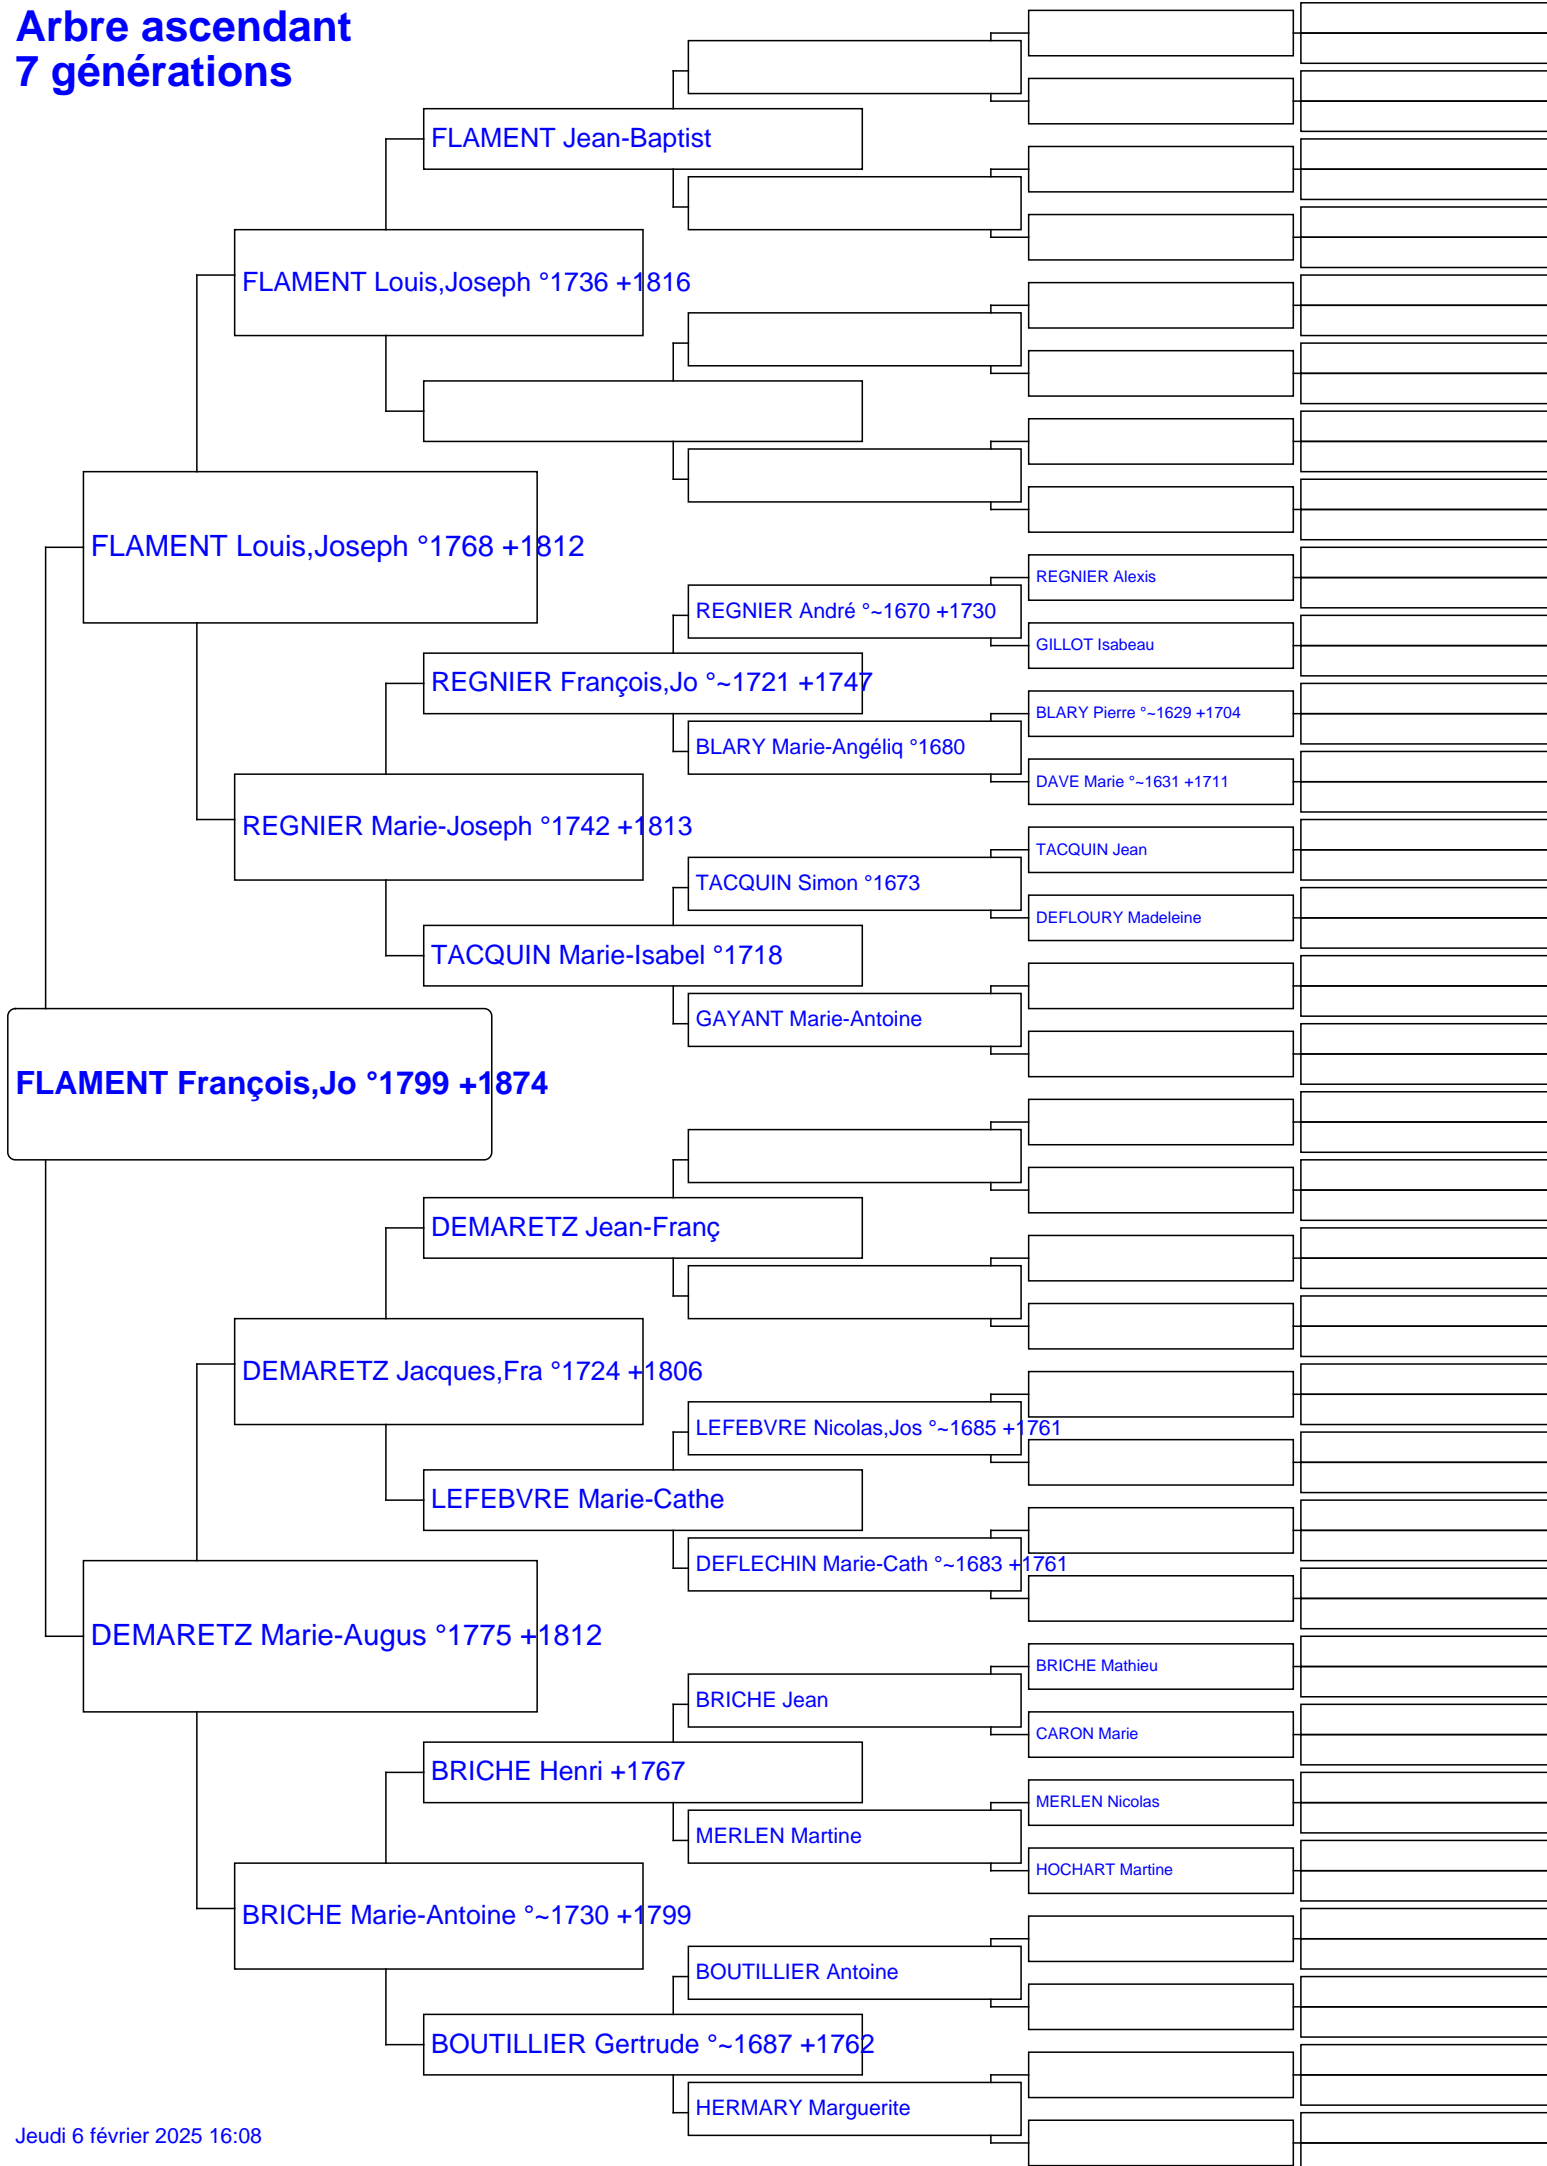 Arbre ascendant
7 générations
FLAMENT Jean-Baptist
FLAMENT Louis,Joseph °1736 +1816
FLAMENT Louis,Joseph °1768 +1812
REGNIER Alexis
REGNIER André °~1670 +1730
GILLOT Isabeau
REGNIER François,Jo °~1721 +1747
BLARY Pierre °~1629 +1704
BLARY Marie-Angéliq °1680
DAVE Marie °~1631 +1711
REGNIER Marie-Joseph °1742 +1813
TACQUIN Jean
TACQUIN Simon °1673
DEFLOURY Madeleine
TACQUIN Marie-Isabel °1718
GAYANT Marie-Antoine
FLAMENT François,Jo °1799 +1874
DEMARETZ Jean-Franç
DEMARETZ Jacques,Fra °1724 +1806
LEFEBVRE Nicolas,Jos °~1685 +1761
LEFEBVRE Marie-Cathe
DEFLECHIN Marie-Cath °~1683 +1761
DEMARETZ Marie-Augus °1775 +1812
BRICHE Mathieu
BRICHE Jean
CARON Marie
BRICHE Henri +1767
MERLEN Nicolas
MERLEN Martine
HOCHART Martine
BRICHE Marie-Antoine °~1730 +1799
BOUTILLIER Antoine
BOUTILLIER Gertrude °~1687 +1762
HERMARY Marguerite
Jeudi 6 février 2025 16:08